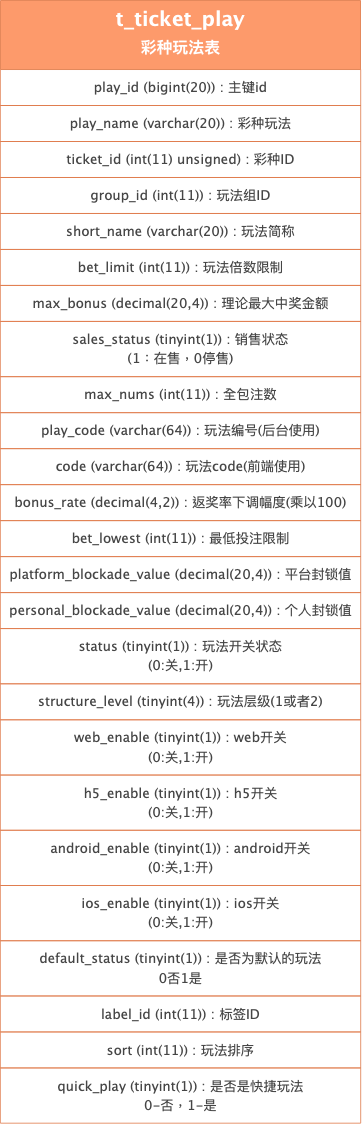 t_ticket_play
彩种玩法表
play_id (bigint(20)) : 主键id
play_name (varchar(20)) : 彩种玩法
ticket_id (int(11) unsigned) : 彩种ID
group_id (int(11)) : 玩法组ID
short_name (varchar(20)) : 玩法简称
bet_limit (int(11)) : 玩法倍数限制
max_bonus (decimal(20,4)) : 理论最大中奖金额
sales_status (tinyint(1)) : 销售状态
(1：在售，0停售)
max_nums (int(11)) : 全包注数
play_code (varchar(64)) : 玩法编号(后台使用)
code (varchar(64)) : 玩法code(前端使用)
bonus_rate (decimal(4,2)) : 返奖率下调幅度(乘以100)
bet_lowest (int(11)) : 最低投注限制
platform_blockade_value (decimal(20,4)) : 平台封锁值
personal_blockade_value (decimal(20,4)) : 个人封锁值
status (tinyint(1)) : 玩法开关状态
(0:关,1:开)
structure_level (tinyint(4)) : 玩法层级(1或者2)
web_enable (tinyint(1)) : web开关
(0:关,1:开)
h5_enable (tinyint(1)) : h5开关
(0:关,1:开)
android_enable (tinyint(1)) : android开关
(0:关,1:开)
ios_enable (tinyint(1)) : ios开关
(0:关,1:开)
default_status (tinyint(1)) : 是否为默认的玩法
0否1是
label_id (int(11)) : 标签ID
sort (int(11)) : 玩法排序
quick_play (tinyint(1)) : 是否是快捷玩法
0-否，1-是